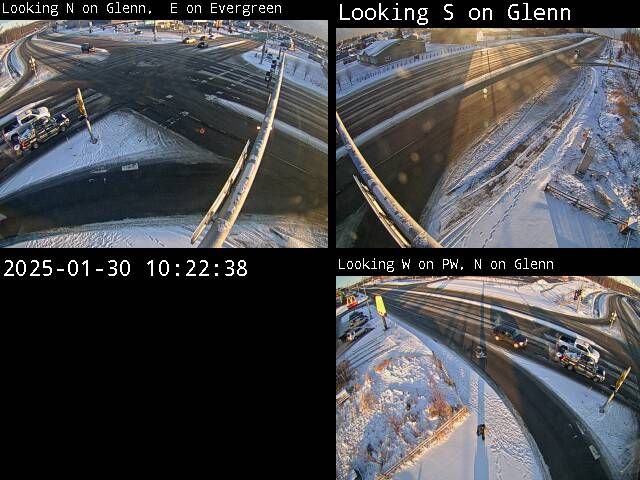 Looking N on Glenn,  E on Evergreen
Looking S on Glenn
2025-01-30 10:22:38
Looking W on PW, N on Glenn